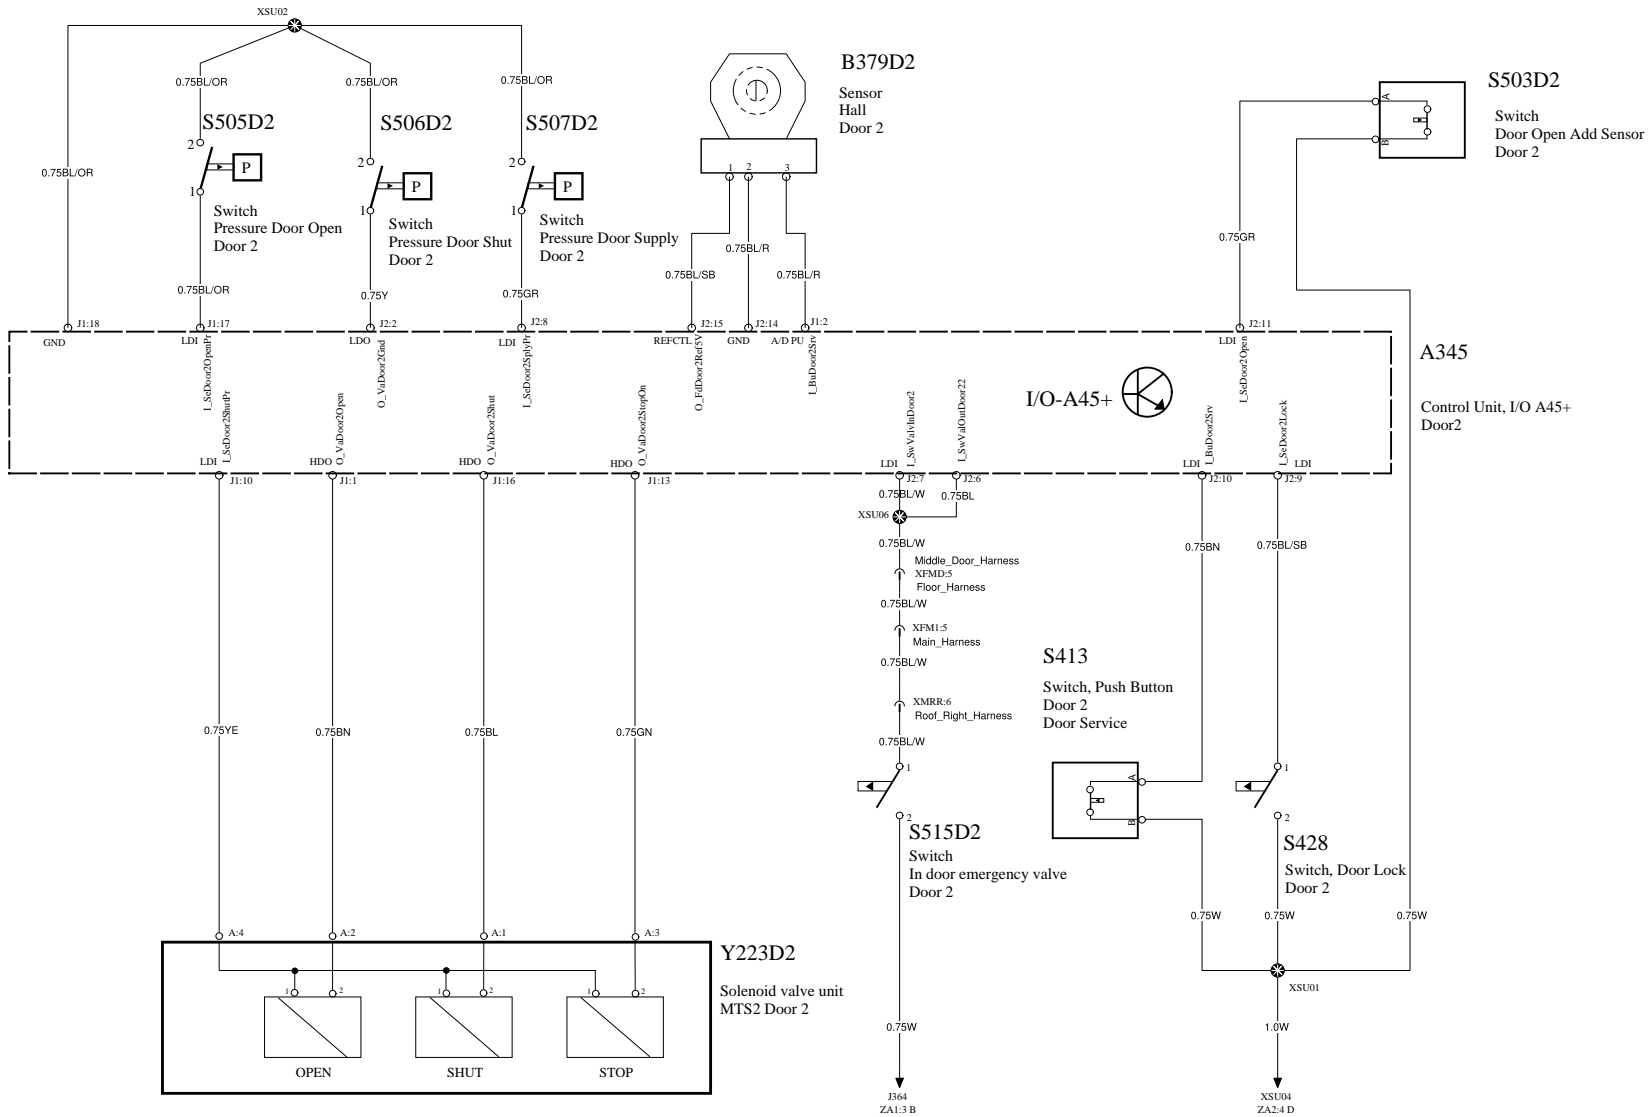 XSU02
0.75BL/OR
0.75BL/OR
0.75BL/OR
0.75BL/OR
S505D2
2
1
P
Switch
Pressure Door Open
Door 2
0.75BL/OR
S506D2
2
1
P
Switch
Pressure Door Shut
Door 2
0.75Y
S507D2
2
1
P
Switch
Pressure Door Supply
Door 2
0.75GR
B379D2
Sensor
Hall
Door 2
1 2 3
0.75BL/R
0.75BL/SB
0.75BL/R
S503D2
Switch
Door Open Add Sensor
Door 2
A
B
0.75GR
J1:18
J1:17
J2:2
J2:8
J2:15
J2:14
J1:2
J2:11
GND
LDI
LDO
LDI
REFCTL
GND
A/D PU
LDI
I_SeDoor2OpenPr
O_VaDoor2Gnd
I_SeDoor2SplyPr
O_FdDoor2Ref5V
I_BuDoor2Srv
I_SeDoor2Open
A345
Control Unit, I/O A45+
Door2
I/O-A45+
I_SeDoor2ShutPr
O_VaDoor2Open
O_VaDoor2Shut
O_VaDoor2StopOn
I_SwValvInDoor2
I_SwValOutDoor22
I_BuDoor2Srv
I_SeDoor2Lock
LDI
HDO
HDO
HDO
LDI
LDI
LDI
J1:10
J1:1
J1:16
J1:13
J2:7
J2:6
J2:10
J2:9
0.75BL/W
0.75BL
XSU06
0.75BL/W
Middle_Door_Harness
XFMD:5
Floor_Harness
0.75BL/W
XFM1:5
Main_Harness
0.75BL/W
XMRR:6
Roof_Right_Harness
0.75BL/W
1
2
S515D2
Switch
In door emergency valve
Door 2
0.75W
J364
ZA1:3 B
0.75BN
0.75BL/SB
S413
Switch, Push Button
Door 2
Door Service
A
B
1
2
S428
Switch, Door Lock
Door 2
0.75W
0.75W
0.75W
XSU01
1.0W
XSU04
ZA2:4 D
0.75YE
0.75BN
0.75BL
0.75GN
A:4
A:2
A:1
A:3
Y223D2
Solenoid valve unit
MTS2 Door 2
1 2
1 2
1 2
OPEN
SHUT
STOP